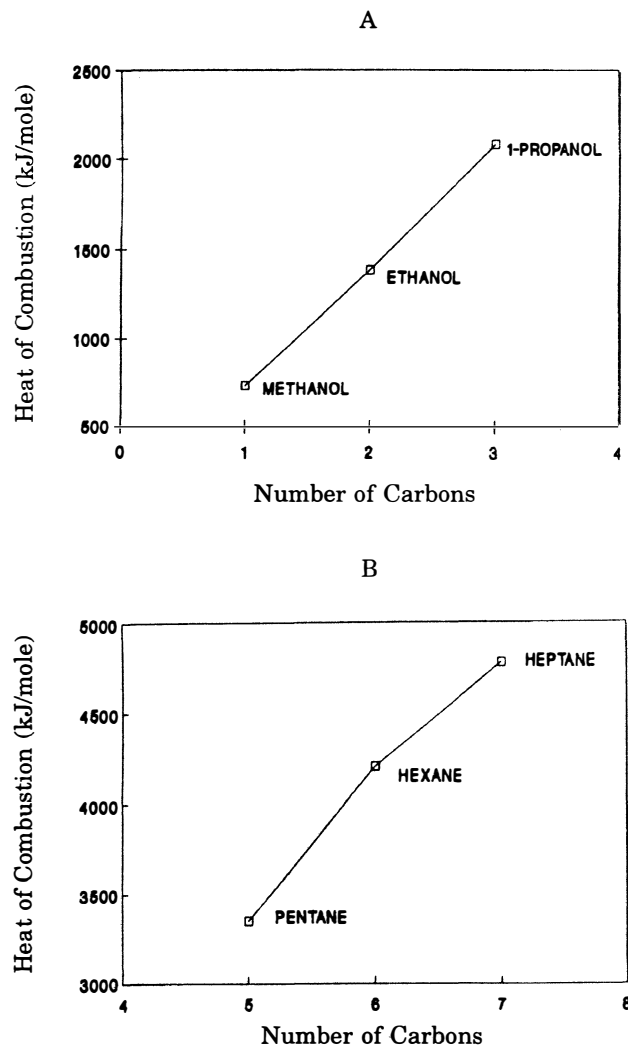 A
Heat of Combustion (kJ/mole)
2500
2000
1500
1000
500
1-PROPANOL
ETHANOL
METHANOL
0 1 2 3 4
Number of Carbons
B
Heat of Combustion (kJ/mole)
5000
4500
4000
3500
3000
HEPTANE
HEXANE
PENTANE
4 5 6 7 8
Number of Carbons